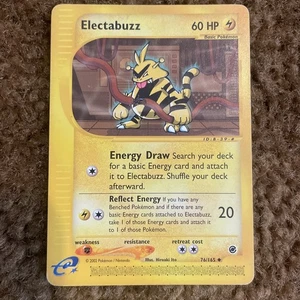 Electabuzz 60 HP
Basic Pokémon
Energy Draw Search your deck
for a basic Energy card and attach
it to Electabuzz. Shuffle your deck
afterward.
Reflect Energy If you have any
Benched Pokémon and if there are any
basic Energy cards attached to Electabuzz,
take 1 of those Energy cards and attach it
to 1 of those Pokémon.
20
weakness resistance retreat cost
Illus. Hiroaki Ito
76/165
e